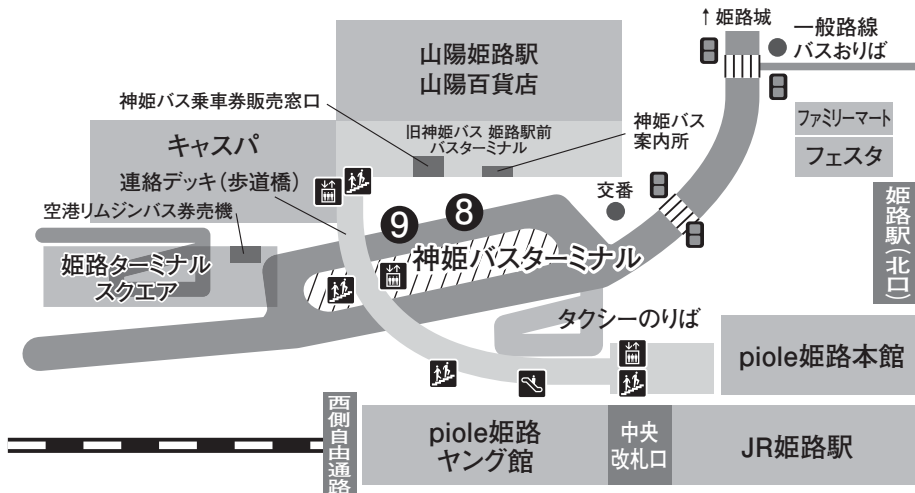 ↑姫路城
一般路線
バスおりば
山陽姫路駅
山陽百貨店
神姫バス乗車券販売窓口
旧神姫バス 姫路駅前
バスターミナル
神姫バス
案内所
ファミリーマート
フェスタ
キャスパ
連絡デッキ(歩道橋)
交番
空港リムジンバス券売機
9
8
姫路駅(北口)
姫路ターミナル
スクエア
神姫バスターミナル
タクシーのりば
piole姫路本館
西側自由通路
piole姫路
ヤング館
中央
改札口
JR姫路駅